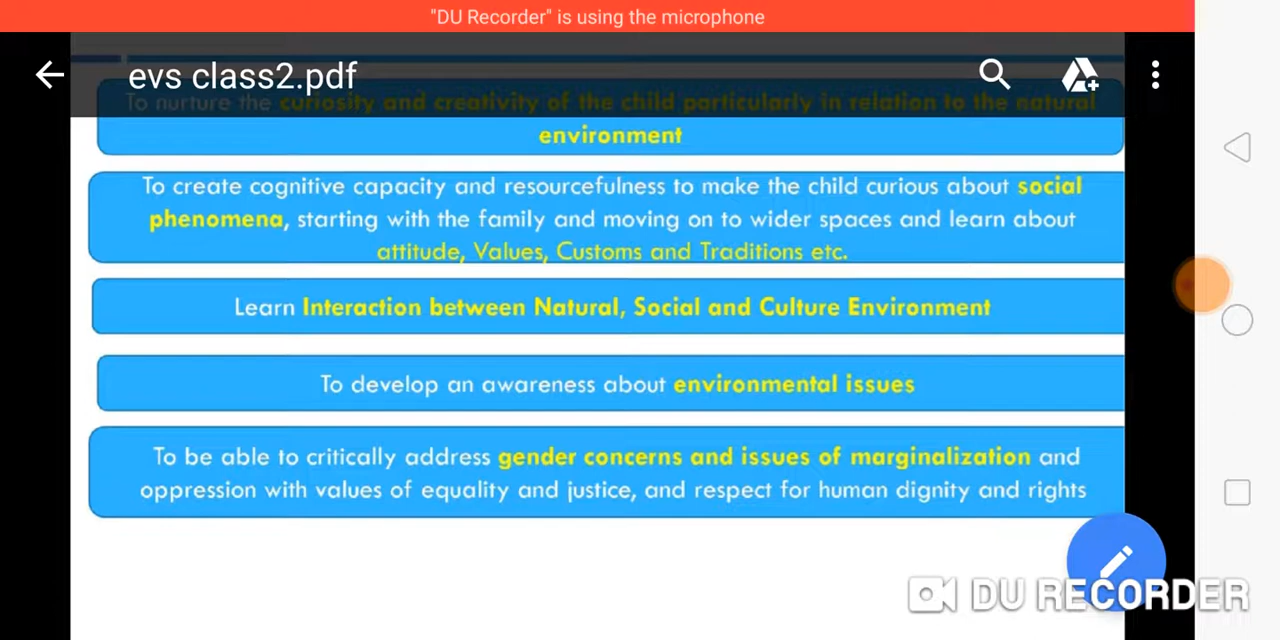 "DU Recorder" is using the microphone
evs class2.pdf
To nurture the curiosity and creativity of the child particularly in relation to the natural
environment
To create cognitive capacity and resourcefulness to make the child curious about social
phenomena, starting with the family and moving on to wider spaces and learn about
attitude, Values, Customs and Traditions etc.
Learn Interaction between Natural, Social and Culture Environment
To develop an awareness about environmental issues
To be able to critically address gender concerns and issues of marginalization and
oppression with values of equality and justice, and respect for human dignity and rights
DU RECORDER